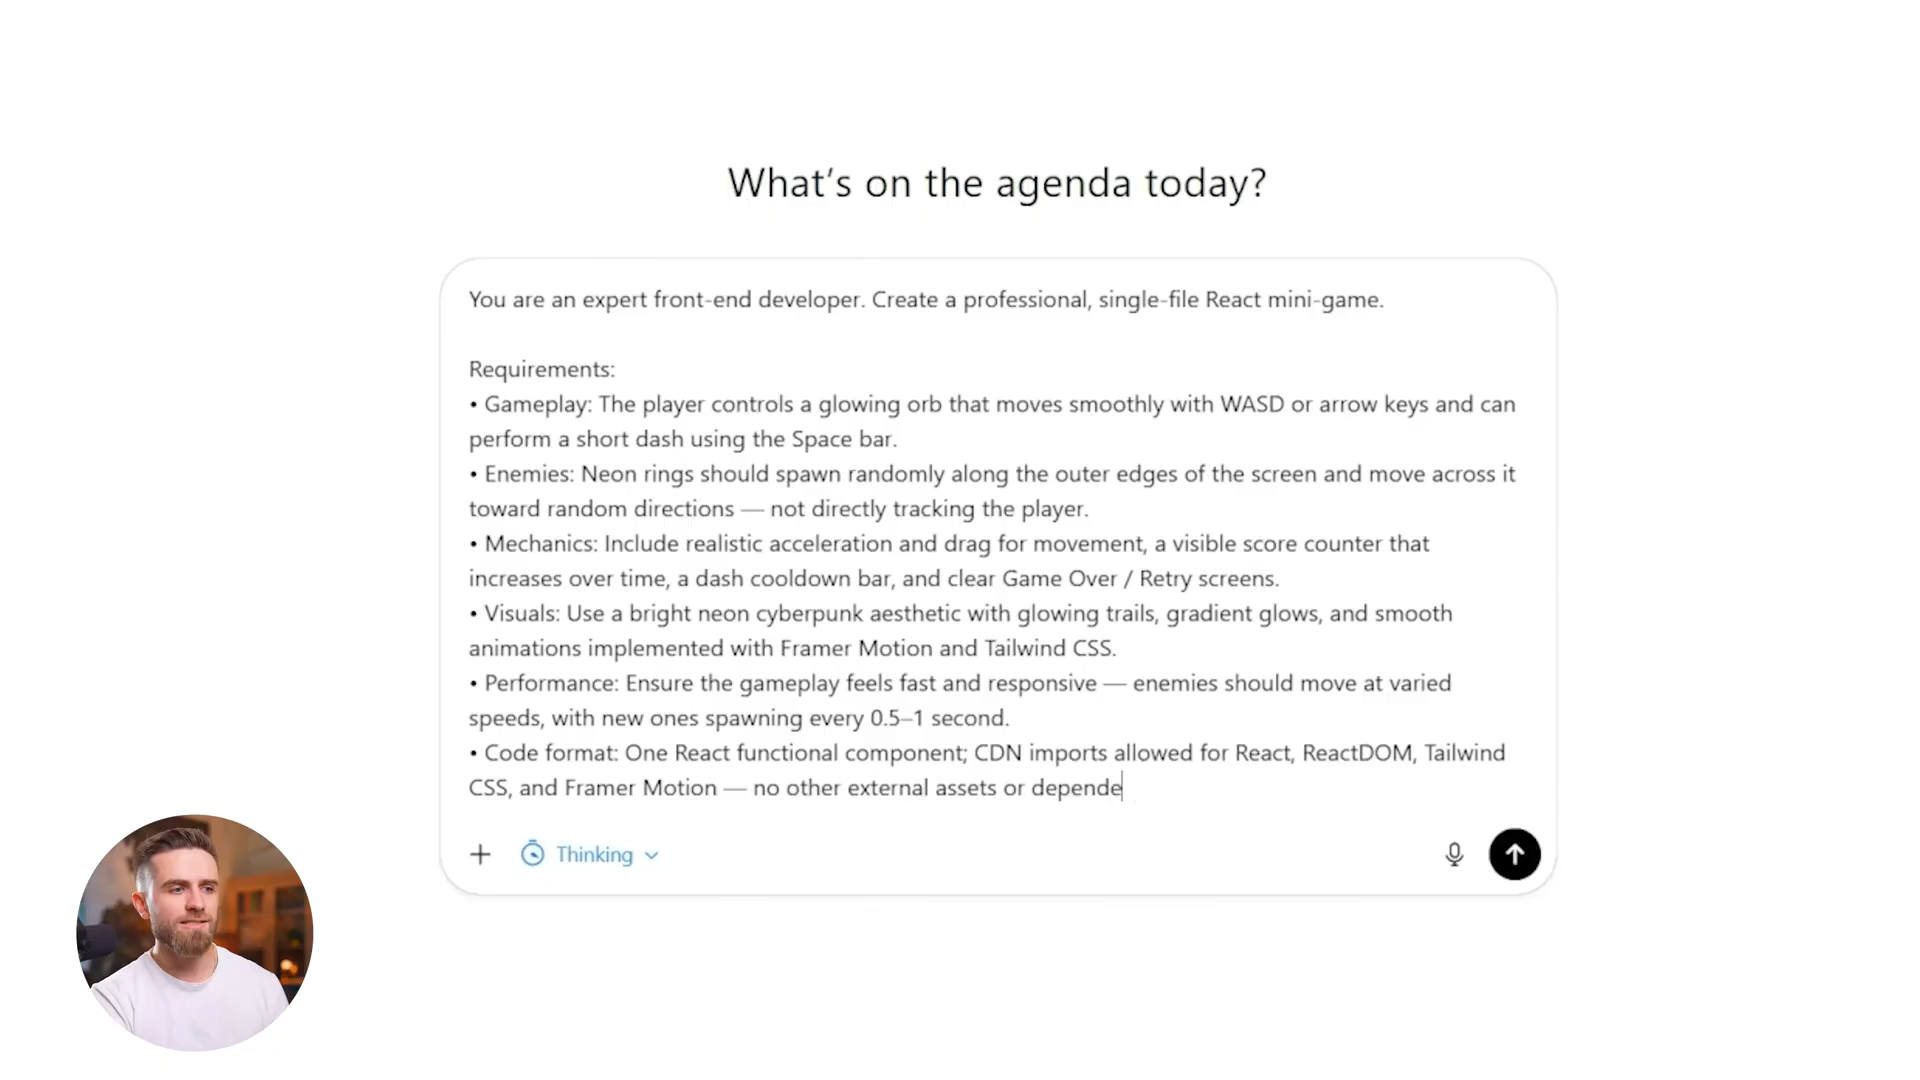 What's on the agenda today?
You are an expert front-end developer. Create a professional, single-file React mini-game.
Requirements:
• Gameplay: The player controls a glowing orb that moves smoothly with WASD or arrow keys and can
perform a short dash using the Space bar.
• Enemies: Neon rings should spawn randomly along the outer edges of the screen and move across it
toward random directions — not directly tracking the player.
• Mechanics: Include realistic acceleration and drag for movement, a visible score counter that
increases over time, a dash cooldown bar, and clear Game Over / Retry screens.
• Visuals: Use a bright neon cyberpunk aesthetic with glowing trails, gradient glows, and smooth
animations implemented with Framer Motion and Tailwind CSS.
• Performance: Ensure the gameplay feels fast and responsive — enemies should move at varied
speeds, with new ones spawning every 0.5–1 second.
• Code format: One React functional component; CDN imports allowed for React, ReactDOM, Tailwind
CSS, and Framer Motion — no other external assets or depende
Thinking